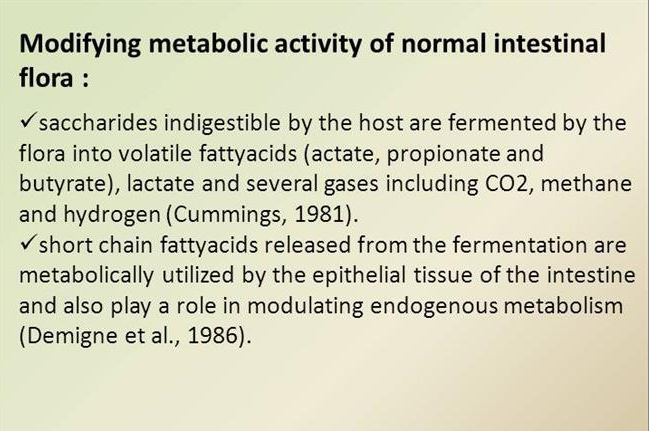 Modifying metabolic activity of normal intestinal
flora :
✓saccharides indigestible by the host are fermented by the
flora into volatile fattyacids (actate, propionate and
butyrate), lactate and several gases including CO2, methane
and hydrogen (Cummings, 1981).
✓short chain fattyacids released from the fermentation are
metabolically utilized by the epithelial tissue of the intestine
and also play a role in modulating endogenous metabolism
(Demigne et al., 1986).